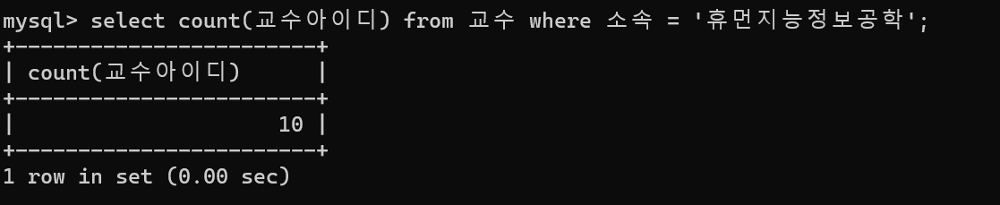 mysql> select count(교수아이디) from 교수 where 소속 = '휴먼지능정보공학';
+------------------------+
| count(교수아이디)      |
+------------------------+
|                     10 |
+------------------------+
1 row in set (0.00 sec)